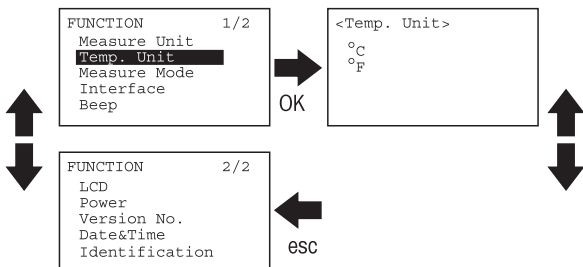 FUNCTION 1/2
Measure Unit
Temp. Unit
Measure Mode
Interface
Beep
OK
<Temp. Unit>
°C
°F
FUNCTION 2/2
LCD
Power
Version No.
Date&Time
Identification
esc